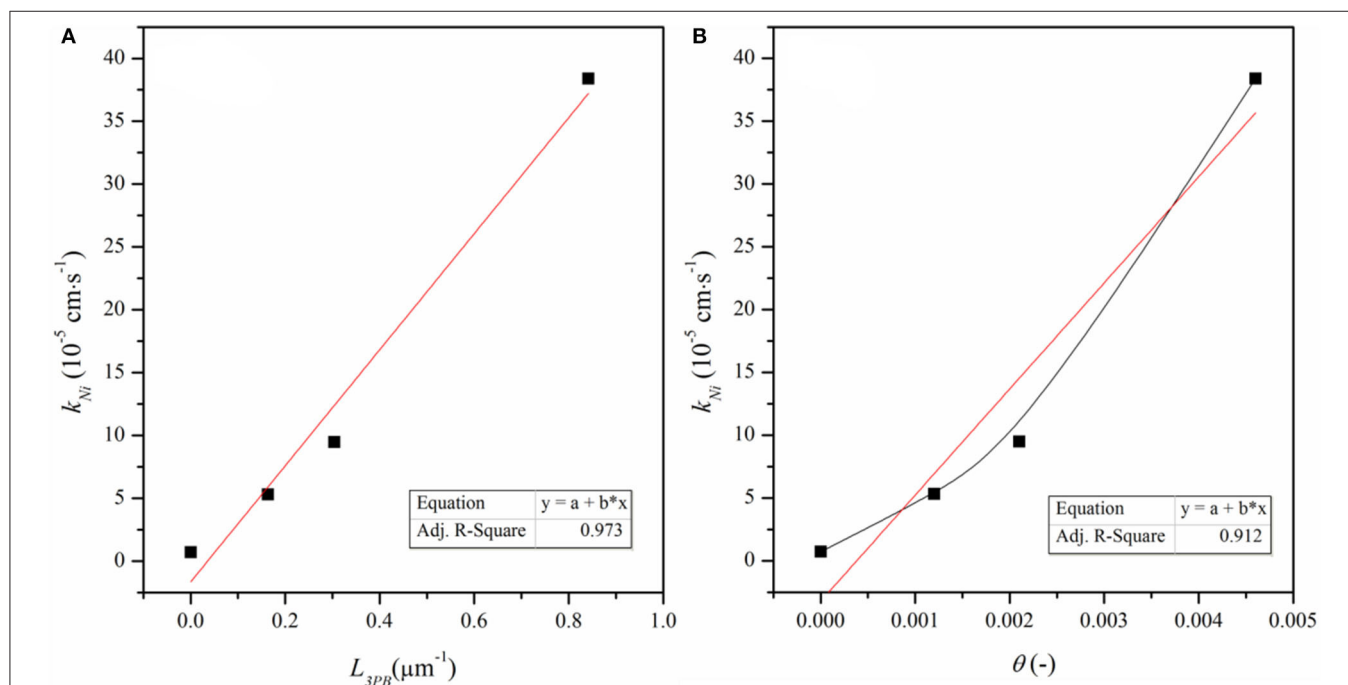 A
40
35
30
25
20
15
10
5
0
k_Ni (10^-5 cm·s^-1)
Equation y = a + b*x
Adj. R-Square 0.973
0.0 0.2 0.4 0.6 0.8 1.0
L_3PB(µm^-1)
B
40
35
30
25
20
15
10
5
0
k_Ni (10^-5 cm·s^-1)
Equation y = a + b*x
Adj. R-Square 0.912
0.000 0.001 0.002 0.003 0.004 0.005
θ (-)